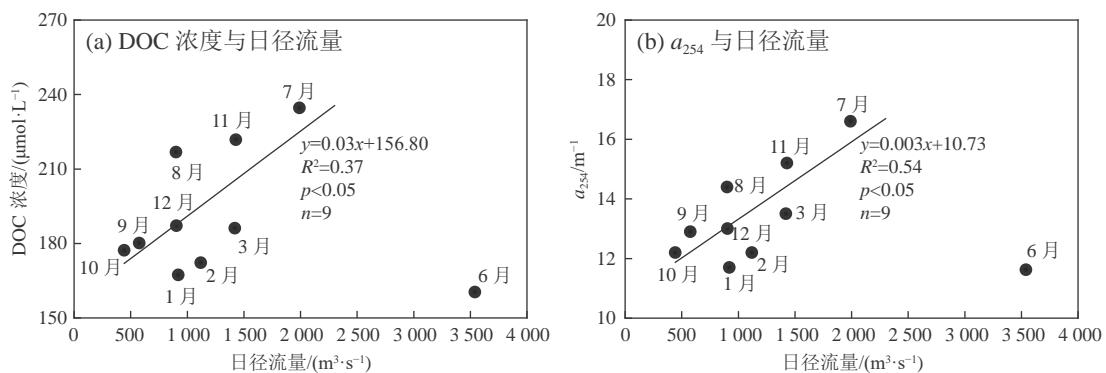 (a) DOC 浓度与日径流量
270
240
210
180
150
DOC 浓度/(μmol·L⁻¹)
7 月
11 月
8 月
12 月
9 月
10 月
3 月
2 月
1 月
6 月
y=0.03x+156.80
R²=0.37
p<0.05
n=9
0 500 1 000 1 500 2 000 2 500 3 000 3 500 4 000
日径流量/(m³·s⁻¹)
(b) a₂₅₄ 与日径流量
20
18
16
14
12
10
a₂₅₄/m⁻¹
7 月
11 月
8 月
9 月
12 月
3 月
10 月
2 月
1 月
6 月
y=0.003x+10.73
R²=0.54
p<0.05
n=9
0 500 1 000 1 500 2 000 2 500 3 000 3 500 4 000
日径流量/(m³·s⁻¹)